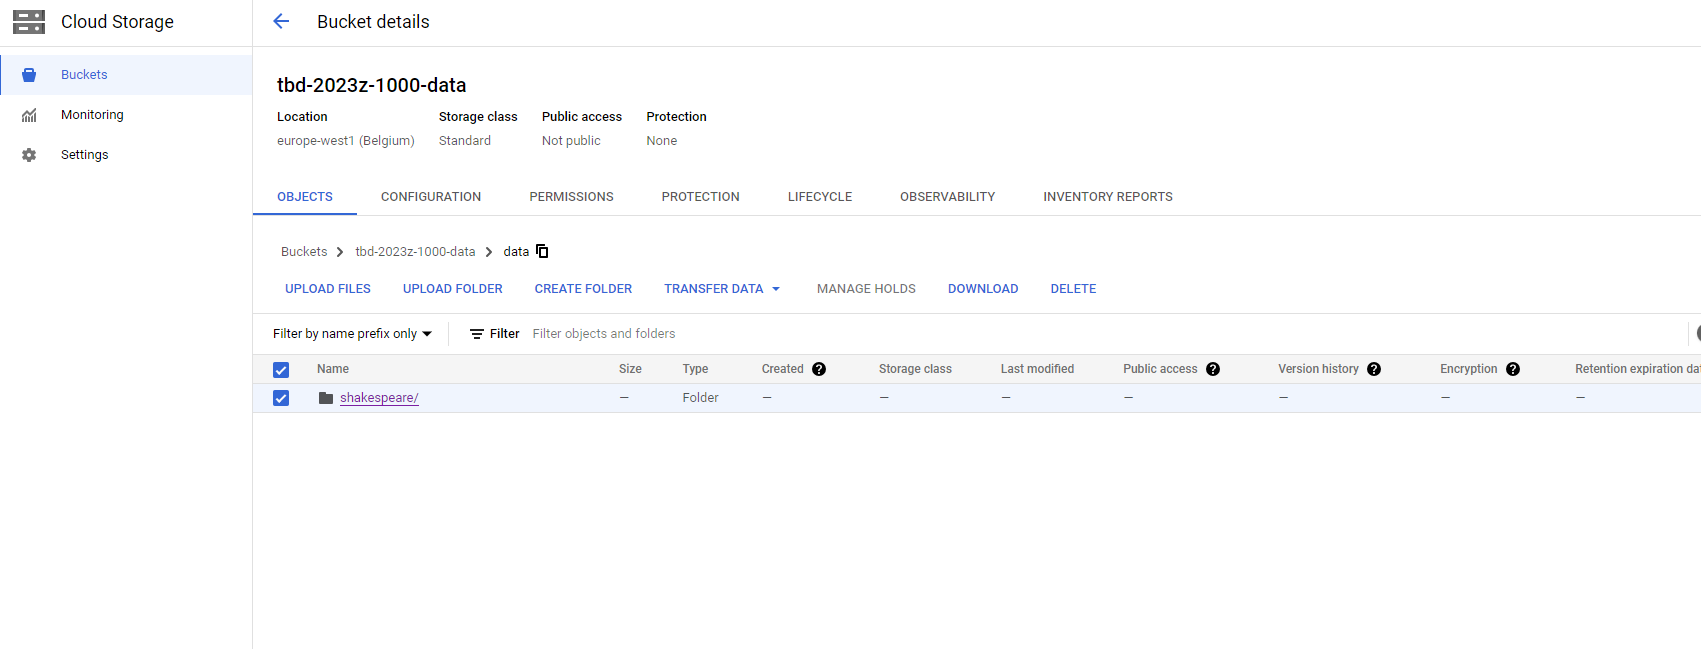 Cloud Storage
Bucket details
Buckets
Monitoring
Settings
tbd-2023z-1000-data
Location Storage class Public access Protection
europe-west1 (Belgium) Standard Not public None
OBJECTS CONFIGURATION PERMISSIONS PROTECTION LIFECYCLE OBSERVABILITY INVENTORY REPORTS
Buckets > tbd-2023z-1000-data > data
UPLOAD FILES UPLOAD FOLDER CREATE FOLDER TRANSFER DATA MANAGE HOLDS DOWNLOAD DELETE
Filter by name prefix only Filter Filter objects and folders
Name Size Type Created ? Storage class Last modified Public access ? Version history ? Encryption ? Retention expiration
shakespeare/ — Folder — — — — — — —